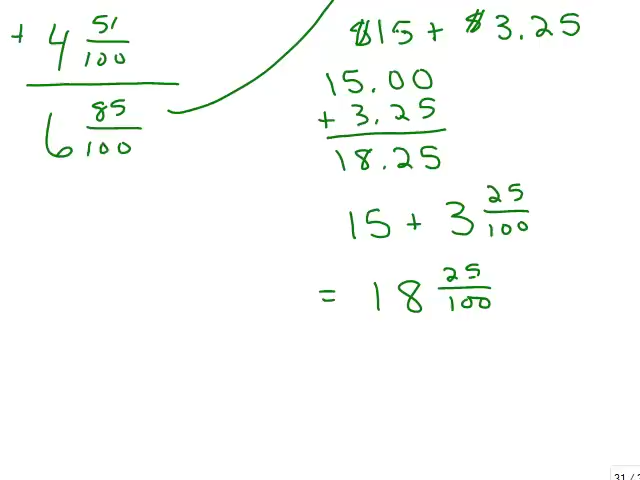 + 4 51/100
6 85/100
$15 + $3.25
15.00
+ 3.25
18.25
15 + 3 25/100
= 18 25/100